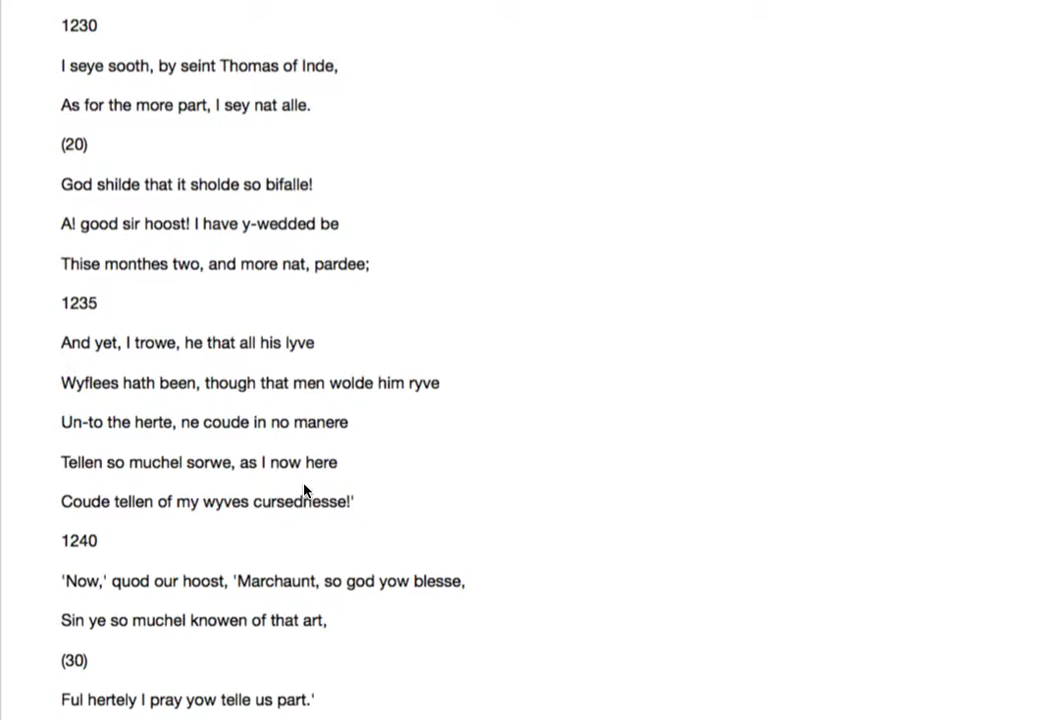 1230
I seye sooth, by seint Thomas of Inde,
As for the more part, I sey nat alle.
(20)
God shilde that it sholde so bifalle!
A! good sir hoost! I have y-wedded be
Thise monthes two, and more nat, pardee;
1235
And yet, I trowe, he that all his lyve
Wyflees hath been, though that men wolde him ryve
Un-to the herte, ne coude in no manere
Tellen so muchel sorwe, as I now here
Coude tellen of my wyves cursednesse!'
1240
'Now,' quod our hoost, 'Marchaunt, so god yow blesse,
Sin ye so muchel knowen of that art,
(30)
Ful hertely I pray yow telle us part.'